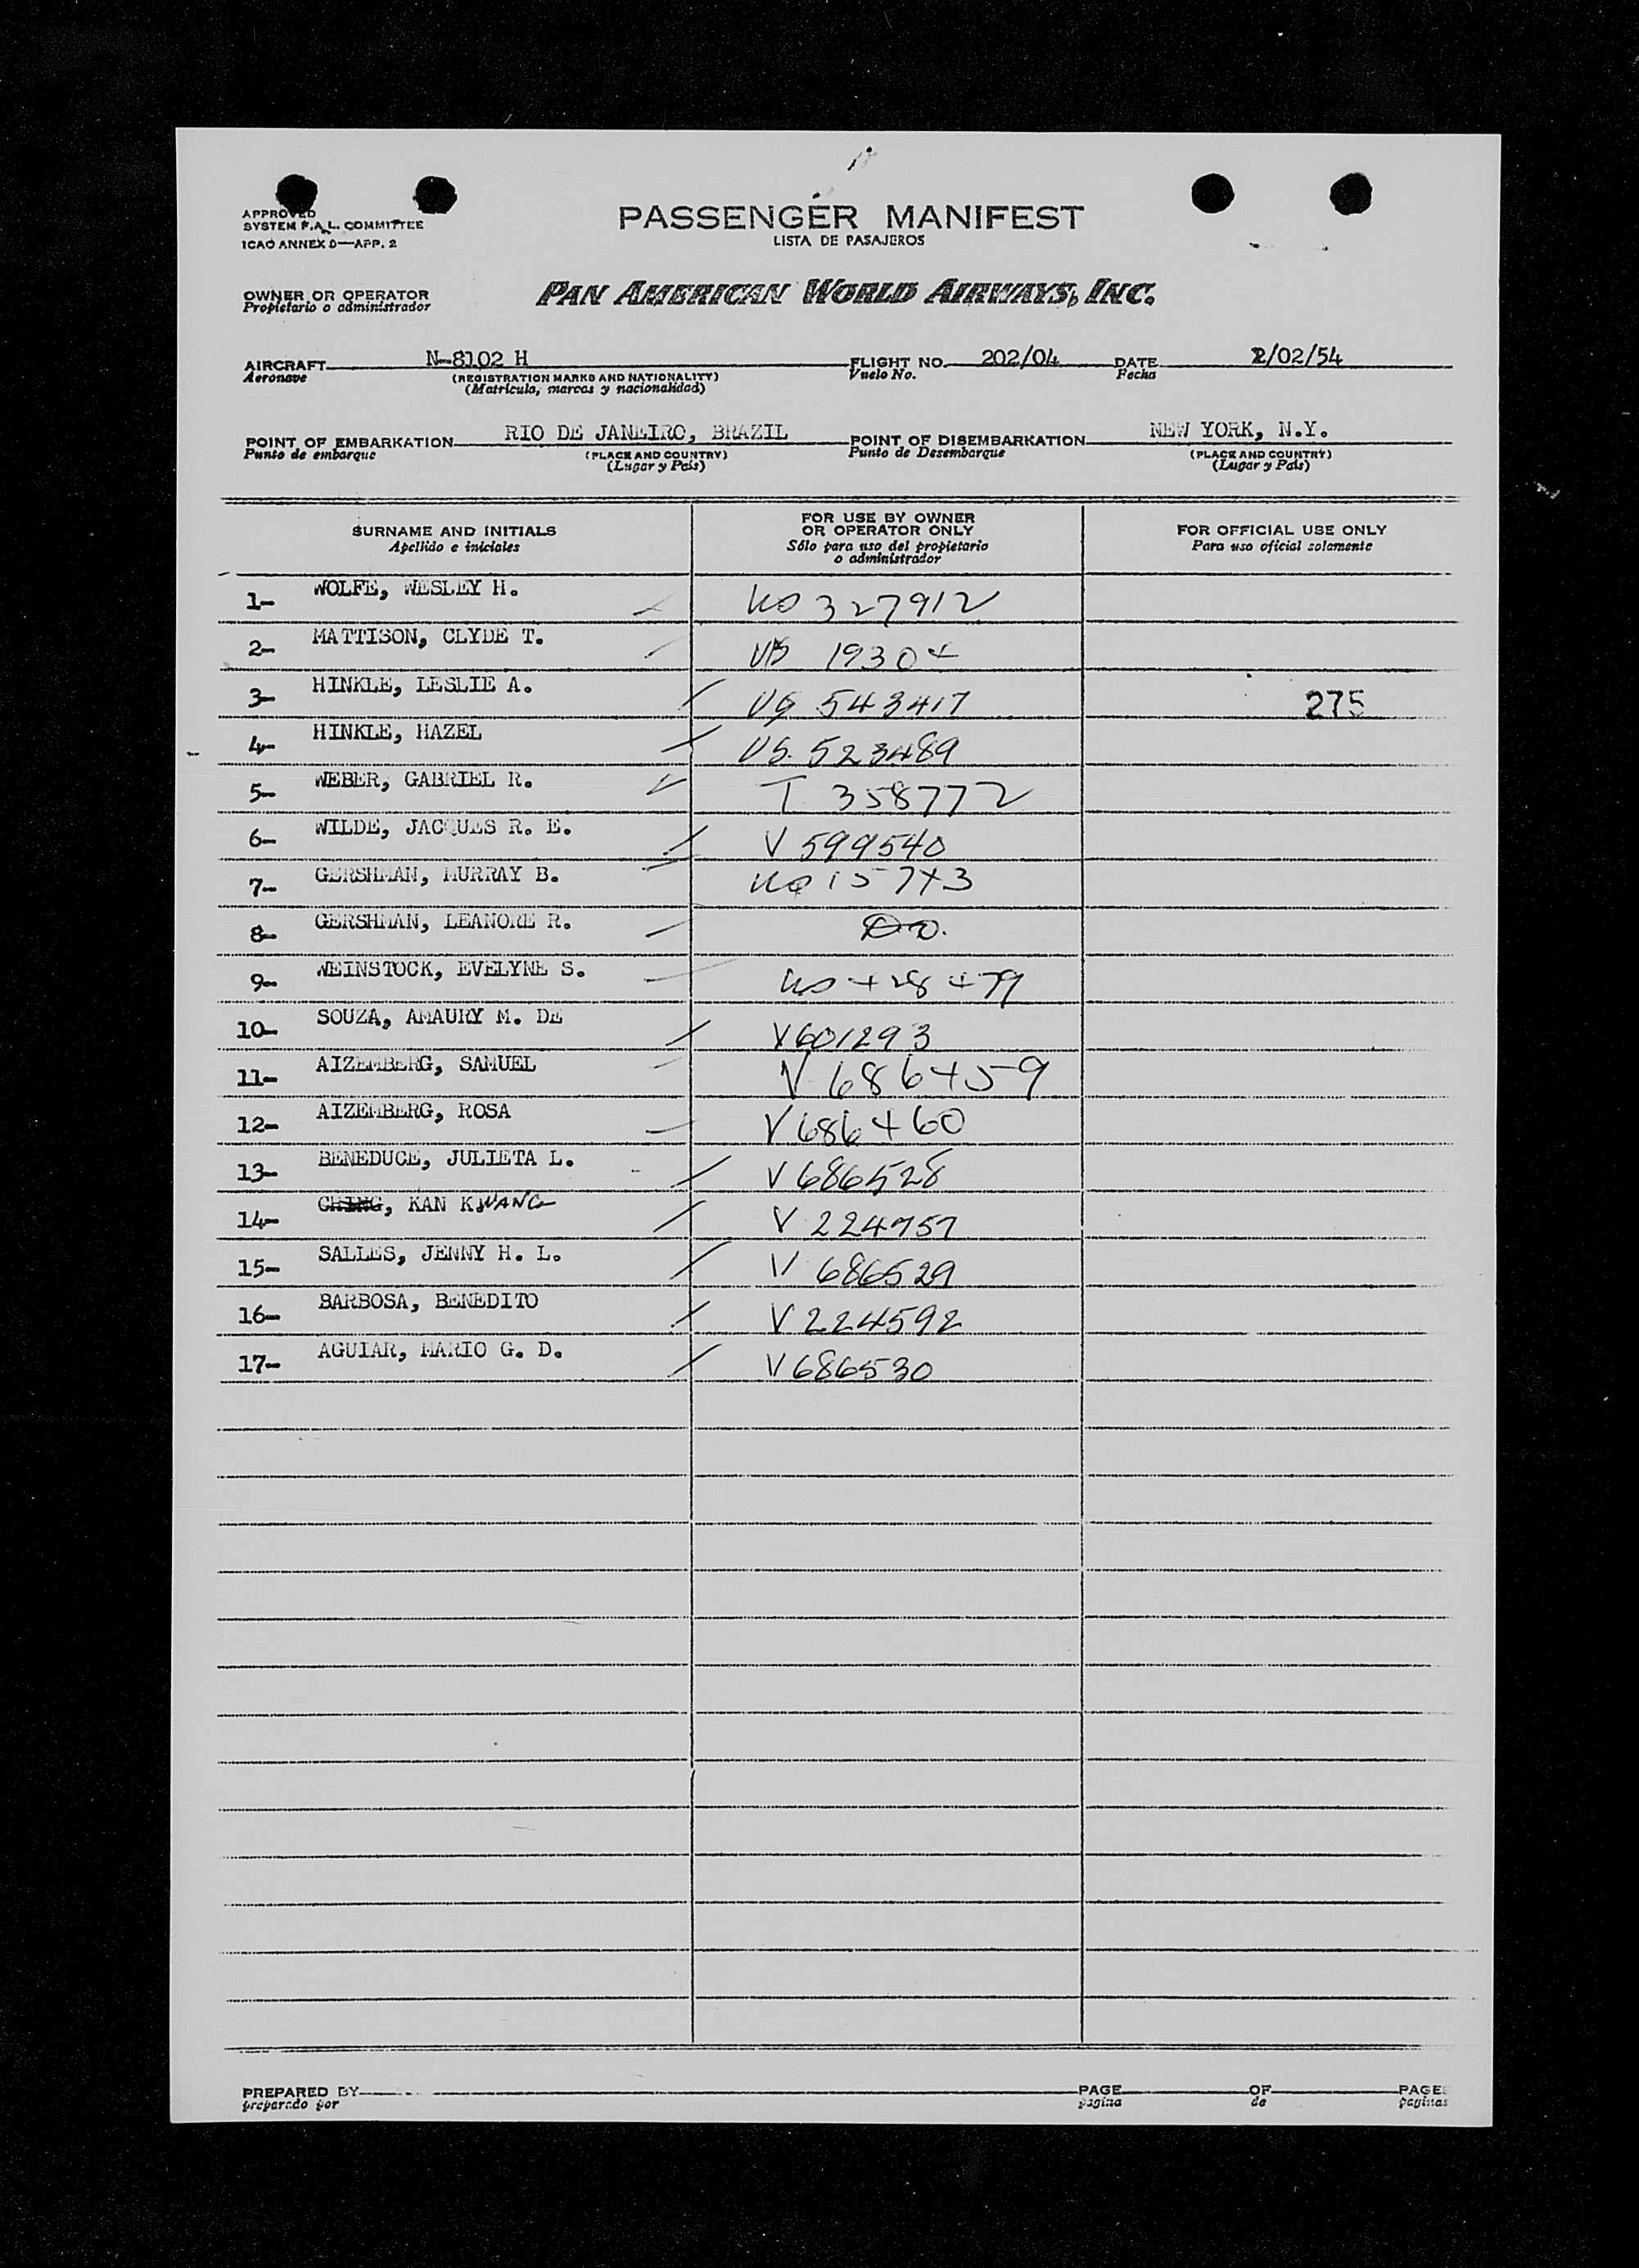 APPROVED
SYSTEM F.A.L. COMMITTEE
ICAO ANNEX 9—APP. 2
PASSENGER MANIFEST
LISTA DE PASAJEROS
OWNER OR OPERATOR
Propietario o administrador
PAN AMERICAN WORLD AIRWAYS, INC.
AIRCRAFT N-8102 H FLIGHT NO. 202/04 DATE 2/02/54
Aeronave (REGISTRATION MARKS AND NATIONALITY) Vuelo No. Fecha
(Matrícula, marcas y nacionalidad)
POINT OF EMBARKATION RIO DE JANEIRO, BRAZIL POINT OF DISEMBARKATION NEW YORK, N.Y.
Punto de embarque (PLACE AND COUNTRY) Punto de Desembarque (PLACE AND COUNTRY)
(Lugar y País) (Lugar y País)
SURNAME AND INITIALS FOR USE BY OWNER OR OPERATOR ONLY FOR OFFICIAL USE ONLY
Apellido e iniciales Sólo para uso del propietario o administrador Para uso oficial solamente
1- WOLFE, WESLEY H. US 327912
2- MATTISON, CLYDE T. US 19304
3- HINKLE, LESLIE A. US 543417 275
4- HINKLE, HAZEL US. 523489
5- WEBER, GABRIEL R. T 358772
6- WILDE, JACQUES R. E. V 599540
7- GERSHMAN, MURRAY B. US 15743
8- GERSHMAN, LEANORE R. Do.
9- WEINSTOCK, EVELYNE S. US 428479
10- SOUZA, AMAURY M. DE V601293
11- AIZEMBERG, SAMUEL V 686459
12- AIZEMBERG, ROSA V 686460
13- BENEDUCE, JULIETA L. V 686528
14- CHING, KAN KWANG V 224757
15- SALLES, JENNY H. L. V 686529
16- BARBOSA, BENEDITO V 224592
17- AGUIAR, MARIO G. D. V 686530
PREPARED BY PAGE OF PAGES
preparado por página de páginas